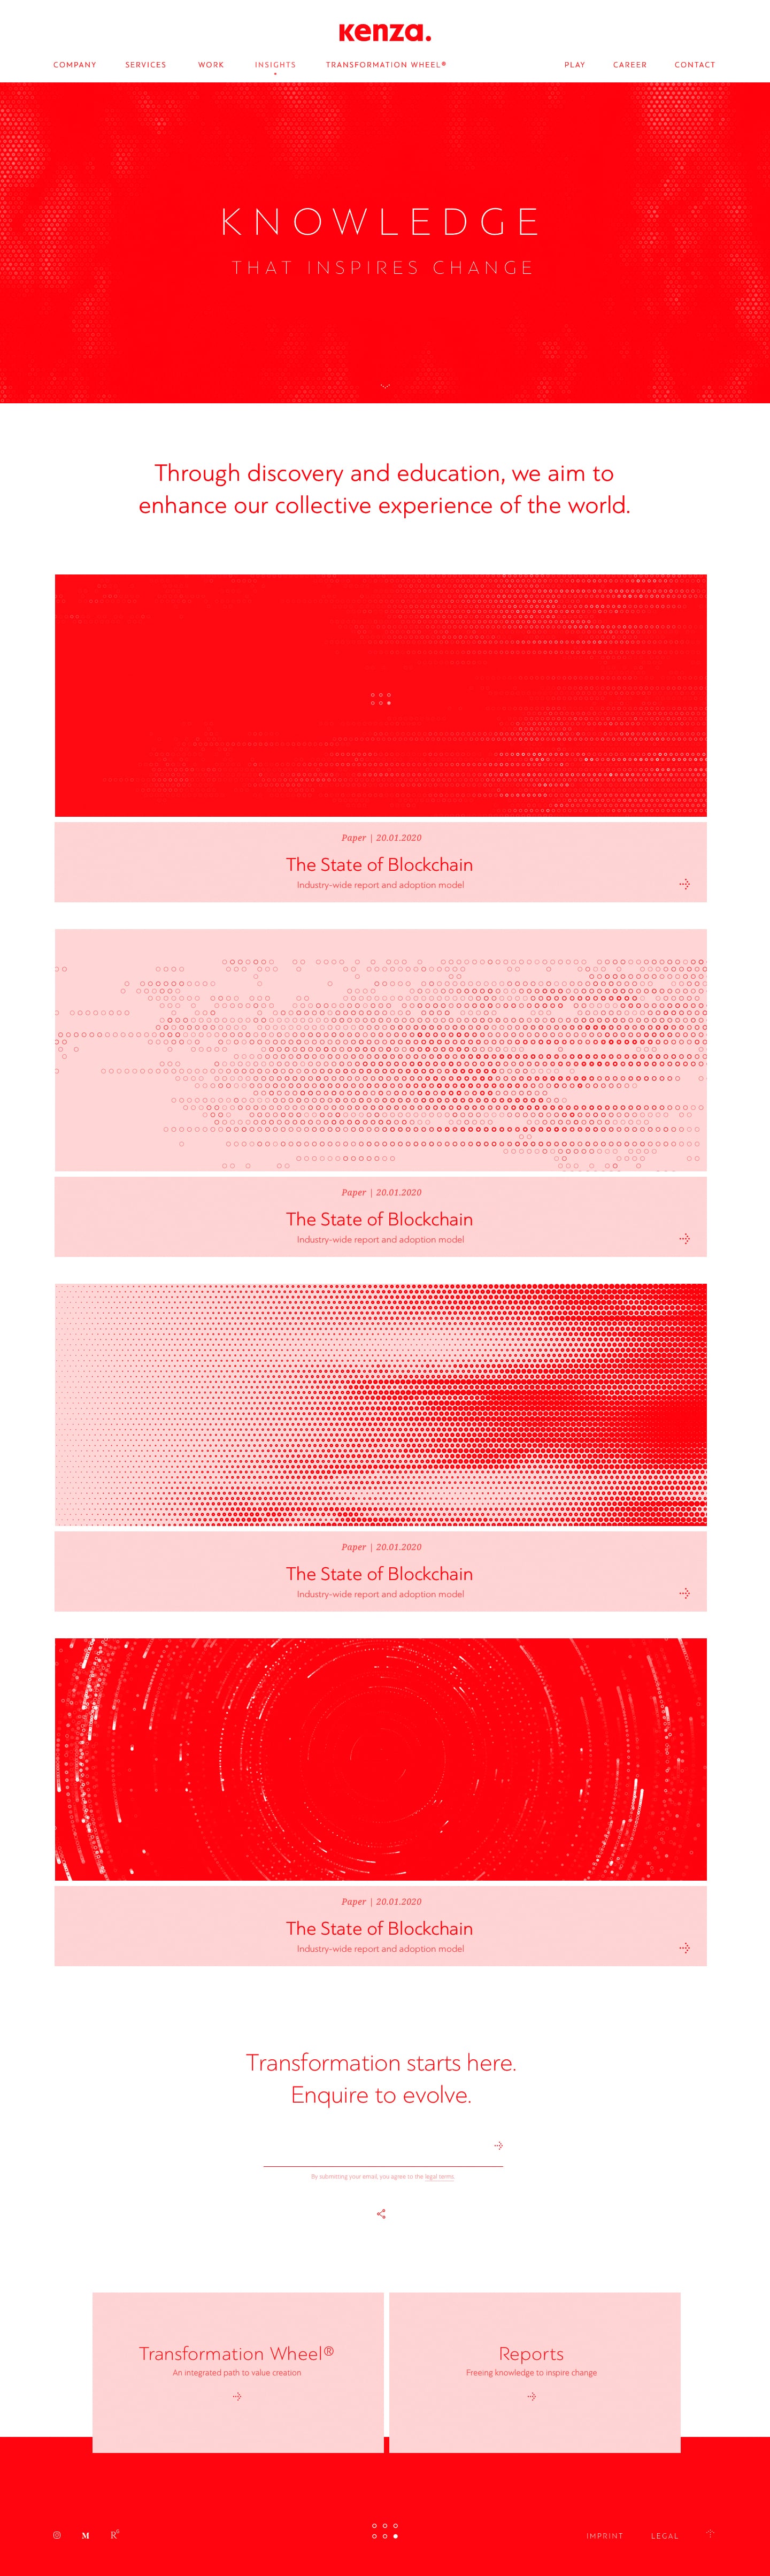 kenza.
COMPANY
SERVICES
WORK
INSIGHTS
TRANSFORMATION WHEEL®
PLAY
CAREER
CONTACT
KNOWLEDGE
THAT INSPIRES CHANGE
Through discovery and education, we aim to
enhance our collective experience of the world.
Paper | 20.01.2020
The State of Blockchain
Industry-wide report and adoption model
Paper | 20.01.2020
The State of Blockchain
Industry-wide report and adoption model
Paper | 20.01.2020
The State of Blockchain
Industry-wide report and adoption model
Paper | 20.01.2020
The State of Blockchain
Industry-wide report and adoption model
Transformation starts here.
Enquire to evolve.
By submitting your email, you agree to the legal terms.
Transformation Wheel®
An integrated path to value creation
Reports
Freeing knowledge to inspire change
M
R⁶
IMPRINT
LEGAL